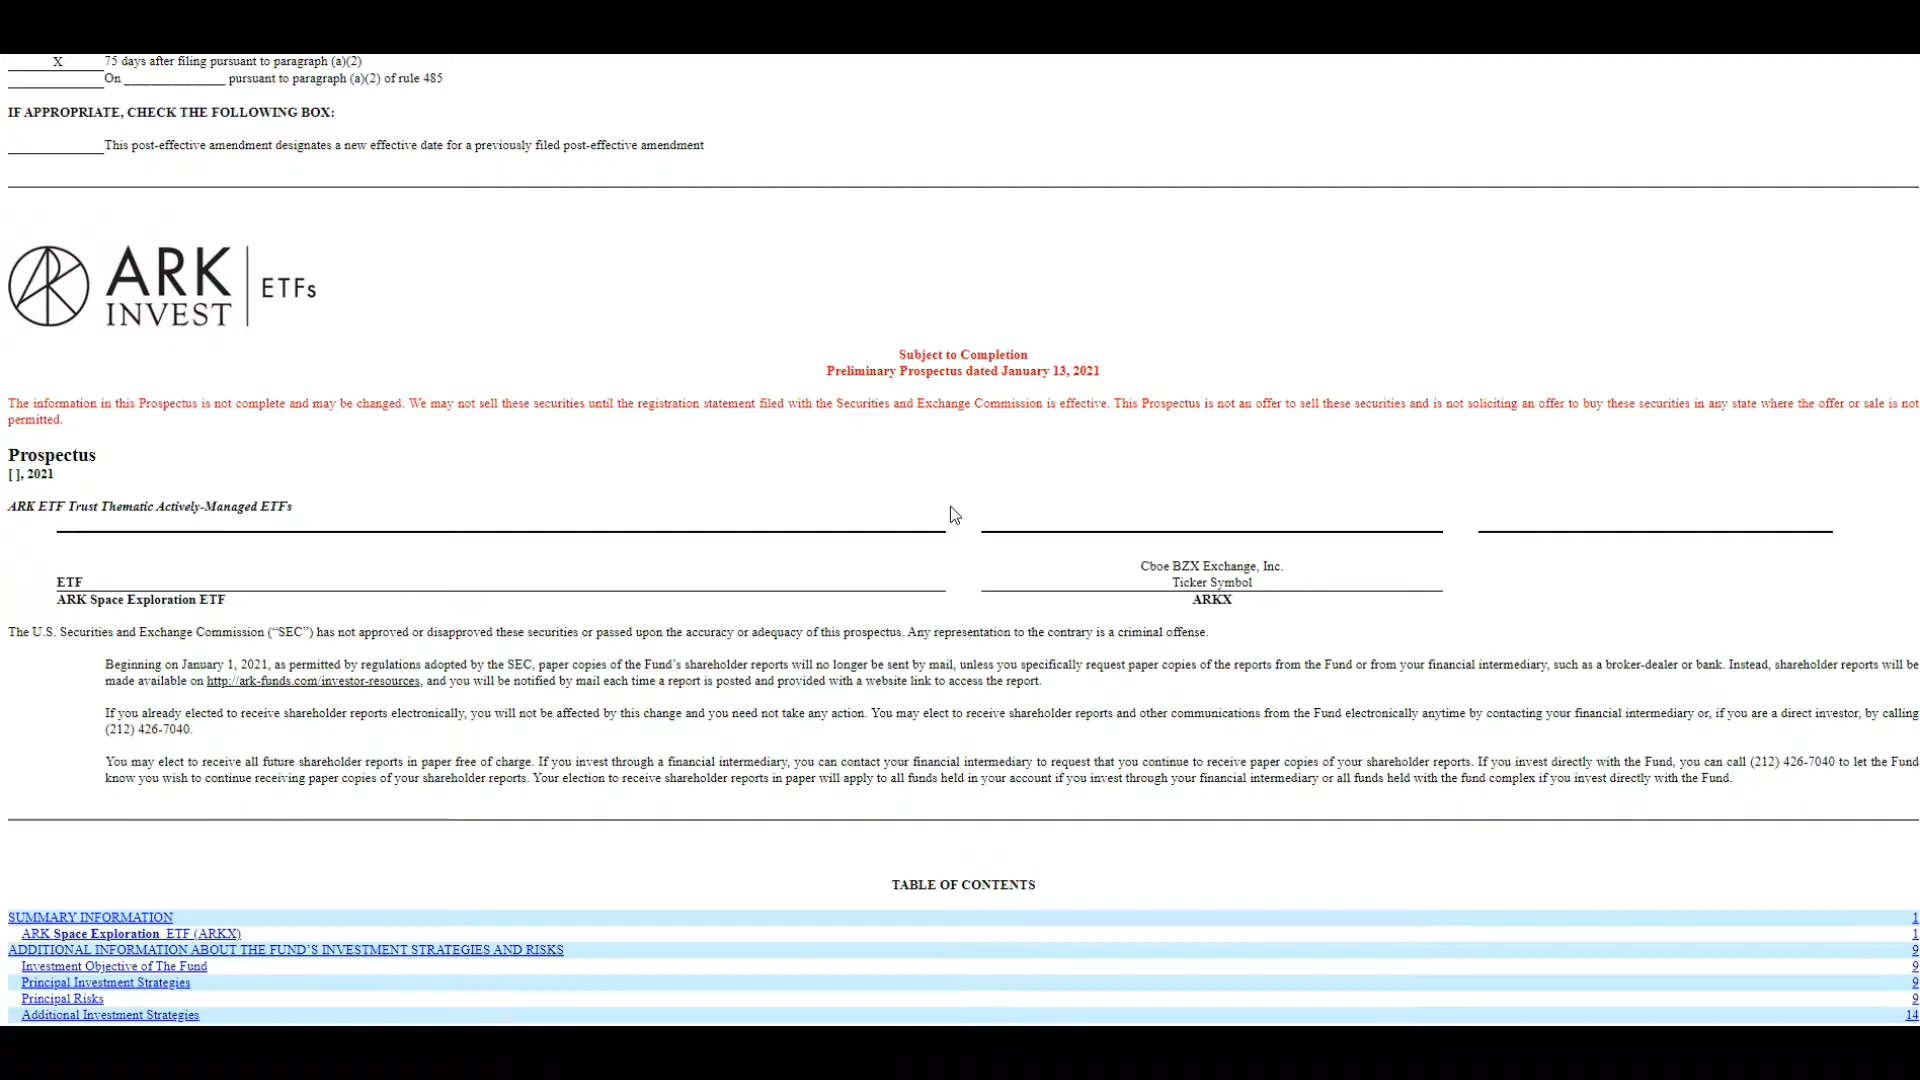 X 75 days after filing pursuant to paragraph (a)(2)
On ________________ pursuant to paragraph (a)(2) of rule 485
IF APPROPRIATE, CHECK THE FOLLOWING BOX:
This post-effective amendment designates a new effective date for a previously filed post-effective amendment
ARK
INVEST
ETFs
Subject to Completion
Preliminary Prospectus dated January 13, 2021
The information in this Prospectus is not complete and may be changed. We may not sell these securities until the registration statement filed with the Securities and Exchange Commission is effective. This Prospectus is not an offer to sell these securities and is not soliciting an offer to buy these securities in any state where the offer or sale is not
permitted.
Prospectus
[ ], 2021
ARK ETF Trust Thematic Actively-Managed ETFs
Cboe BZX Exchange, Inc.
ETF Ticker Symbol
ARK Space Exploration ETF ARKX
The U.S. Securities and Exchange Commission (“SEC”) has not approved or disapproved these securities or passed upon the accuracy or adequacy of this prospectus. Any representation to the contrary is a criminal offense.
Beginning on January 1, 2021, as permitted by regulations adopted by the SEC, paper copies of the Fund’s shareholder reports will no longer be sent by mail, unless you specifically request paper copies of the reports from the Fund or from your financial intermediary, such as a broker-dealer or bank. Instead, shareholder reports will be
made available on http://ark-funds.com/investor-resources, and you will be notified by mail each time a report is posted and provided with a website link to access the report.
If you already elected to receive shareholder reports electronically, you will not be affected by this change and you need not take any action. You may elect to receive shareholder reports and other communications from the Fund electronically anytime by contacting your financial intermediary or, if you are a direct investor, by calling
(212) 426-7040.
You may elect to receive all future shareholder reports in paper free of charge. If you invest through a financial intermediary, you can contact your financial intermediary to request that you continue to receive paper copies of your shareholder reports. If you invest directly with the Fund, you can call (212) 426-7040 to let the Fund
know you wish to continue receiving paper copies of your shareholder reports. Your election to receive shareholder reports in paper will apply to all funds held in your account if you invest through your financial intermediary or all funds held with the fund complex if you invest directly with the Fund.
TABLE OF CONTENTS
SUMMARY INFORMATION 1
ARK Space Exploration ETF (ARKX) 1
ADDITIONAL INFORMATION ABOUT THE FUND’S INVESTMENT STRATEGIES AND RISKS 9
Investment Objective of The Fund 9
Principal Investment Strategies 9
Principal Risks 9
Additional Investment Strategies 14